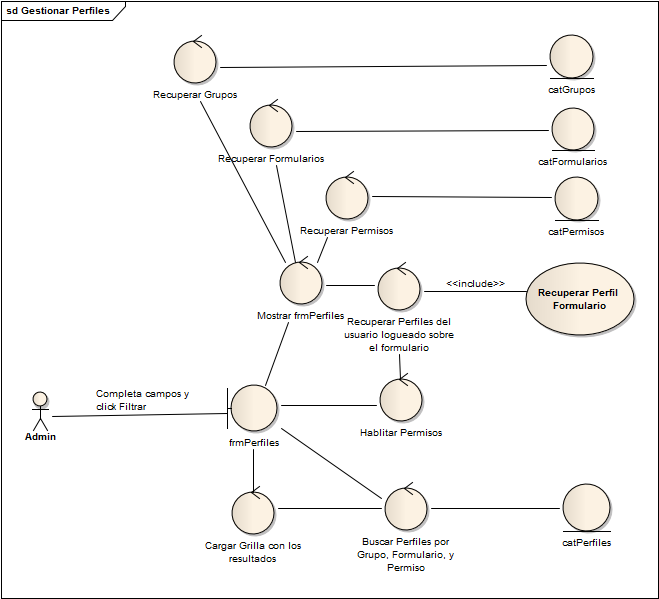 sd Gestionar Perfiles
Recuperar Grupos
catGrupos
Recuperar Formularios
catFormularios
Recuperar Permisos
catPermisos
Mostrar frmPerfiles
Recuperar Perfiles del
usuario logueado sobre
el formulario
<<include>>
Recuperar Perfil
Formulario
Completa campos y
click Filtrar
Admin
frmPerfiles
Hablitar Permisos
Cargar Grilla con los
resultados
Buscar Perfiles por
Grupo, Formulario, y
Permiso
catPerfiles